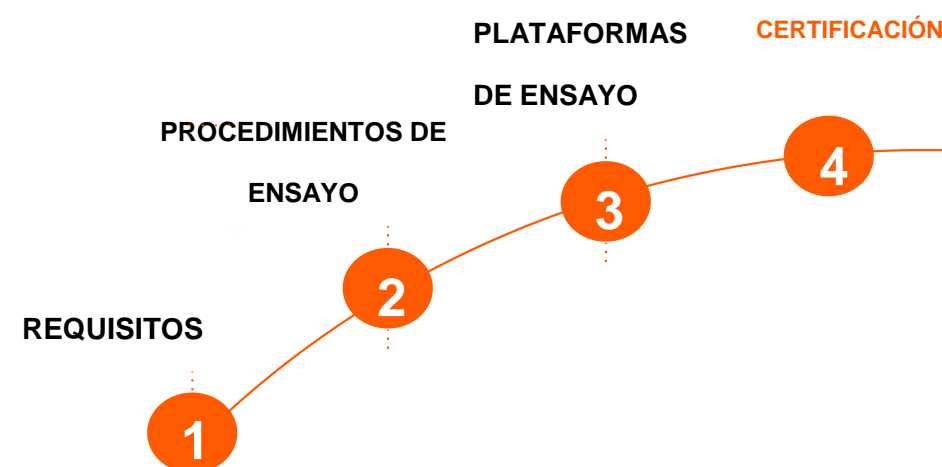 PLATAFORMAS
DE ENSAYO
CERTIFICACIÓN
PROCEDIMIENTOS DE
ENSAYO
4
3
2
REQUISITOS
1